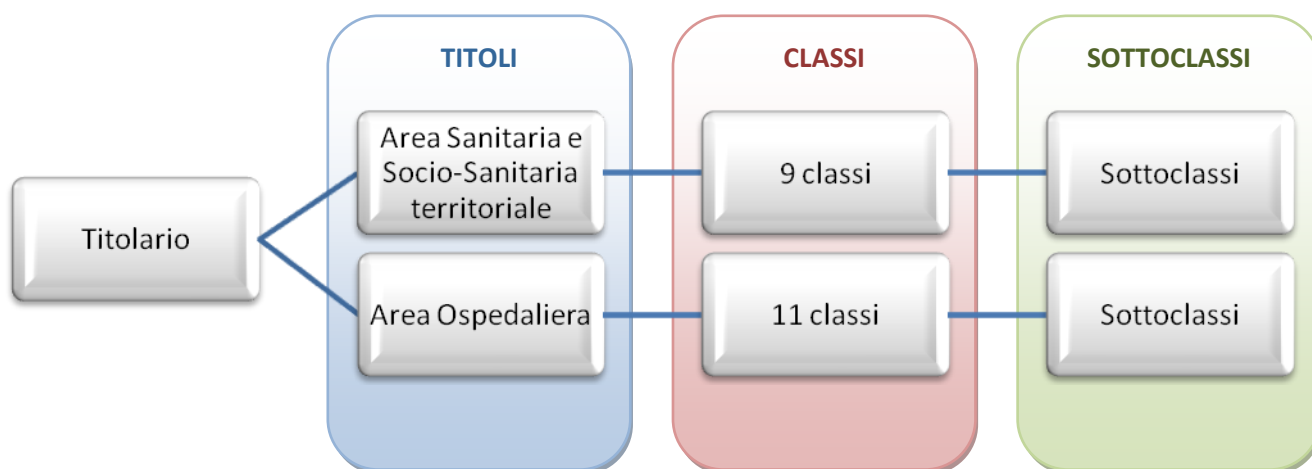 TITOLI
CLASSI
SOTTOCLASSI
Titolario
Area Sanitaria e
Socio-Sanitaria
territoriale
9 classi
Sottoclassi
Area Ospedaliera
11 classi
Sottoclassi